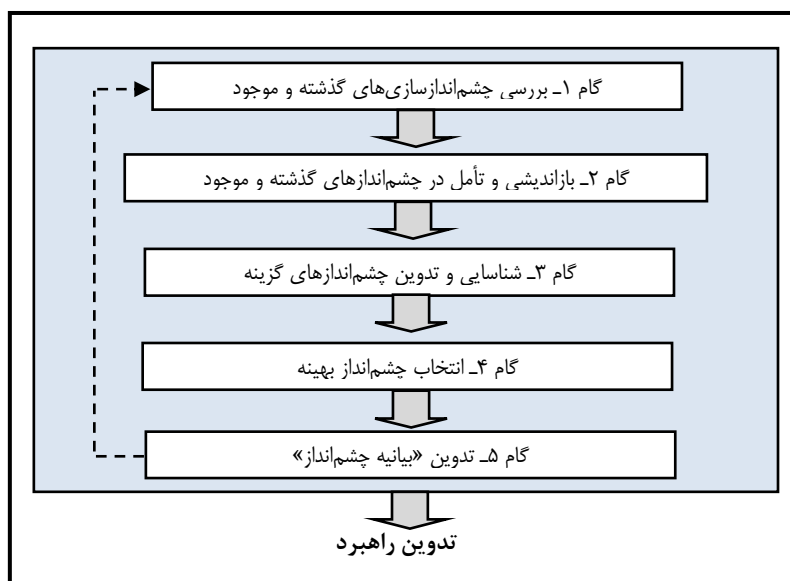 گام ۱ـ بررسی چشم‌اندازسازی‌های گذشته و موجود
گام ۲ـ بازاندیشی و تأمل در چشم‌اندازهای گذشته و موجود
گام ۳ـ شناسایی و تدوین چشم‌اندازهای گزینه
گام ۴ـ انتخاب چشم‌انداز بهینه
گام ۵ـ تدوین «بیانیه چشم‌انداز»
تدوین راهبرد